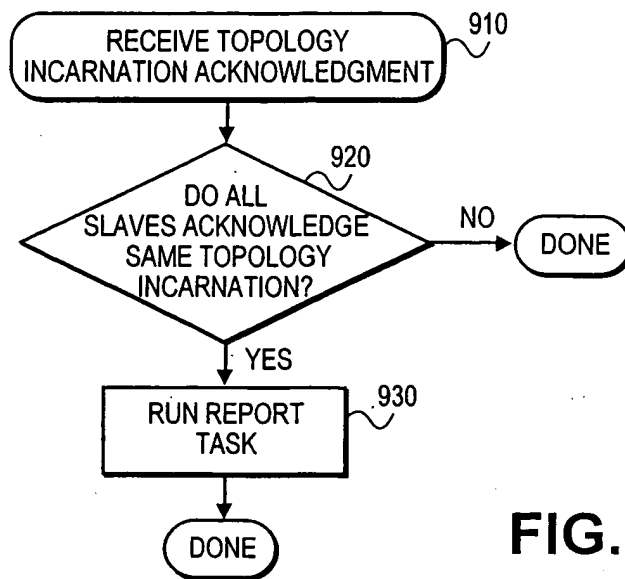 RECEIVE TOPOLOGY
INCARNATION ACKNOWLEDGMENT
910
920
DO ALL
SLAVES ACKNOWLEDGE
SAME TOPOLOGY
INCARNATION?
NO
DONE
YES
RUN REPORT
TASK
930
DONE
FIG.